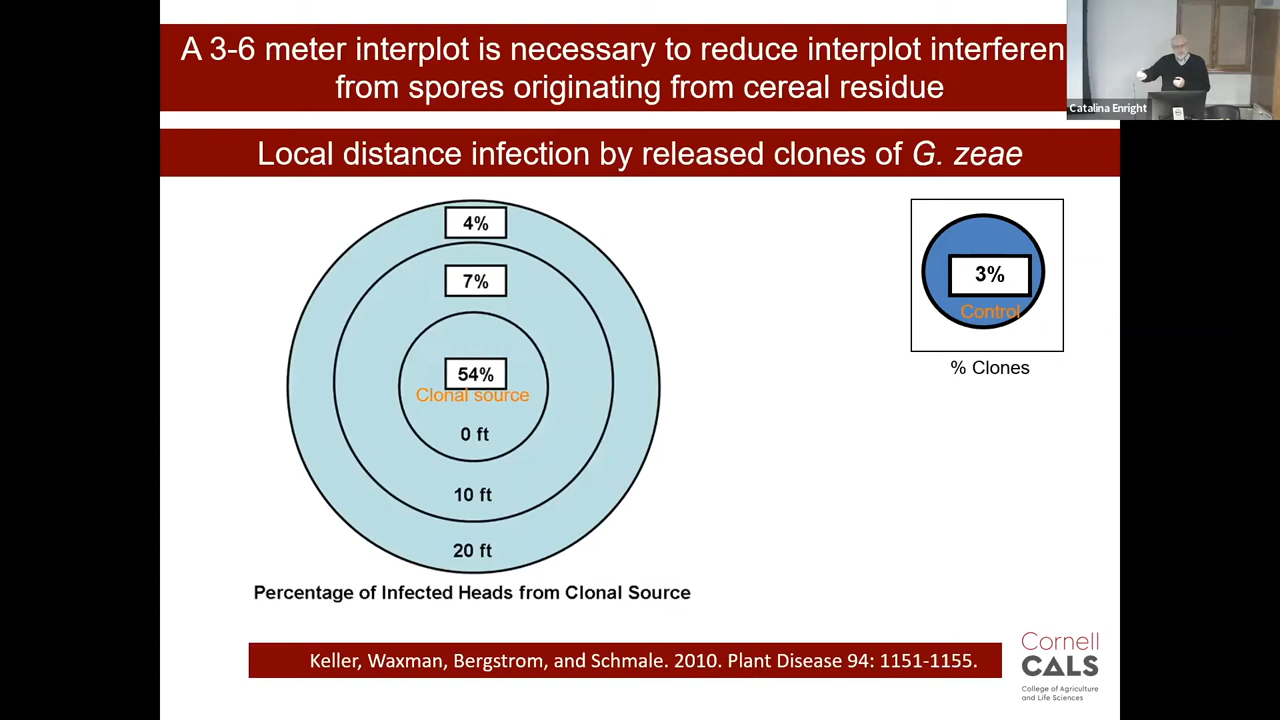 A 3-6 meter interplot is necessary to reduce interplot interferen
from spores originating from cereal residue
Catalina Enright
Local distance infection by released clones of G. zeae
4%
7%
54%
Clonal source
0 ft
10 ft
20 ft
Percentage of Infected Heads from Clonal Source
3%
Control
% Clones
Keller, Waxman, Bergstrom, and Schmale. 2010. Plant Disease 94: 1151-1155.
Cornell
CALS
College of Agriculture
and Life Sciences